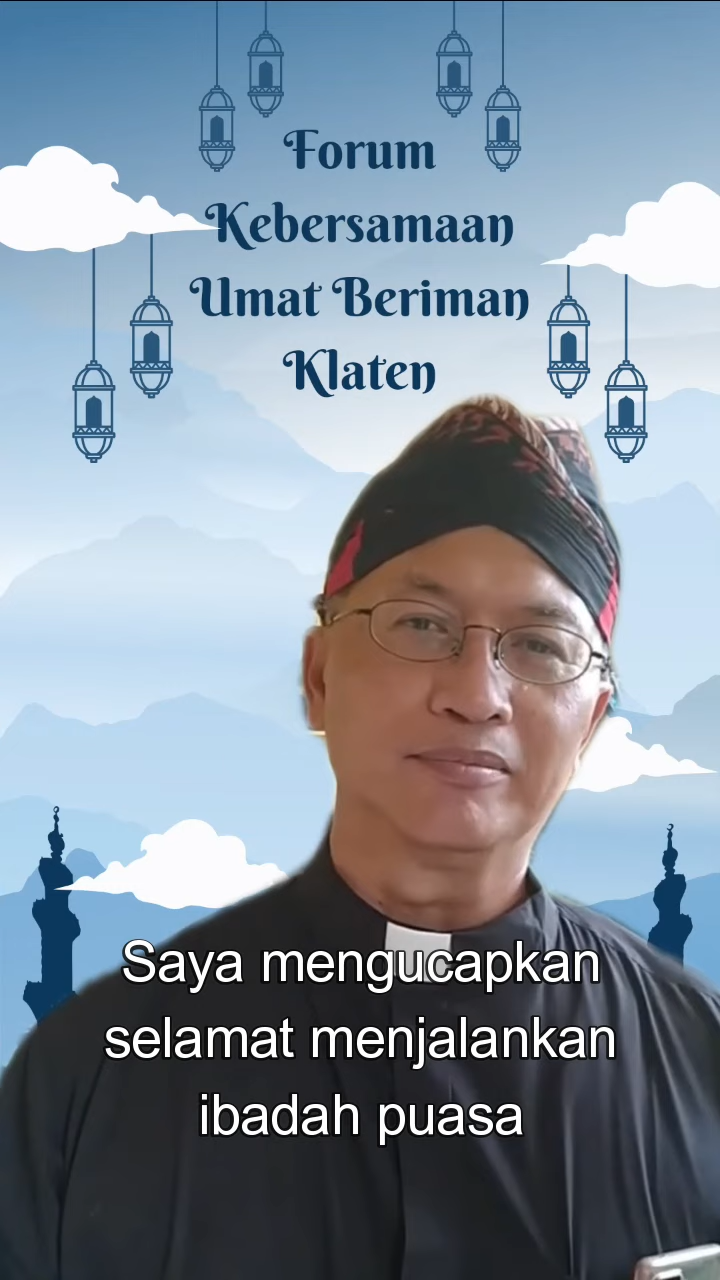 Forum
Kebersamaan
Umat Beriman
Klaten
Saya mengucapkan
selamat menjalankan
ibadah puasa